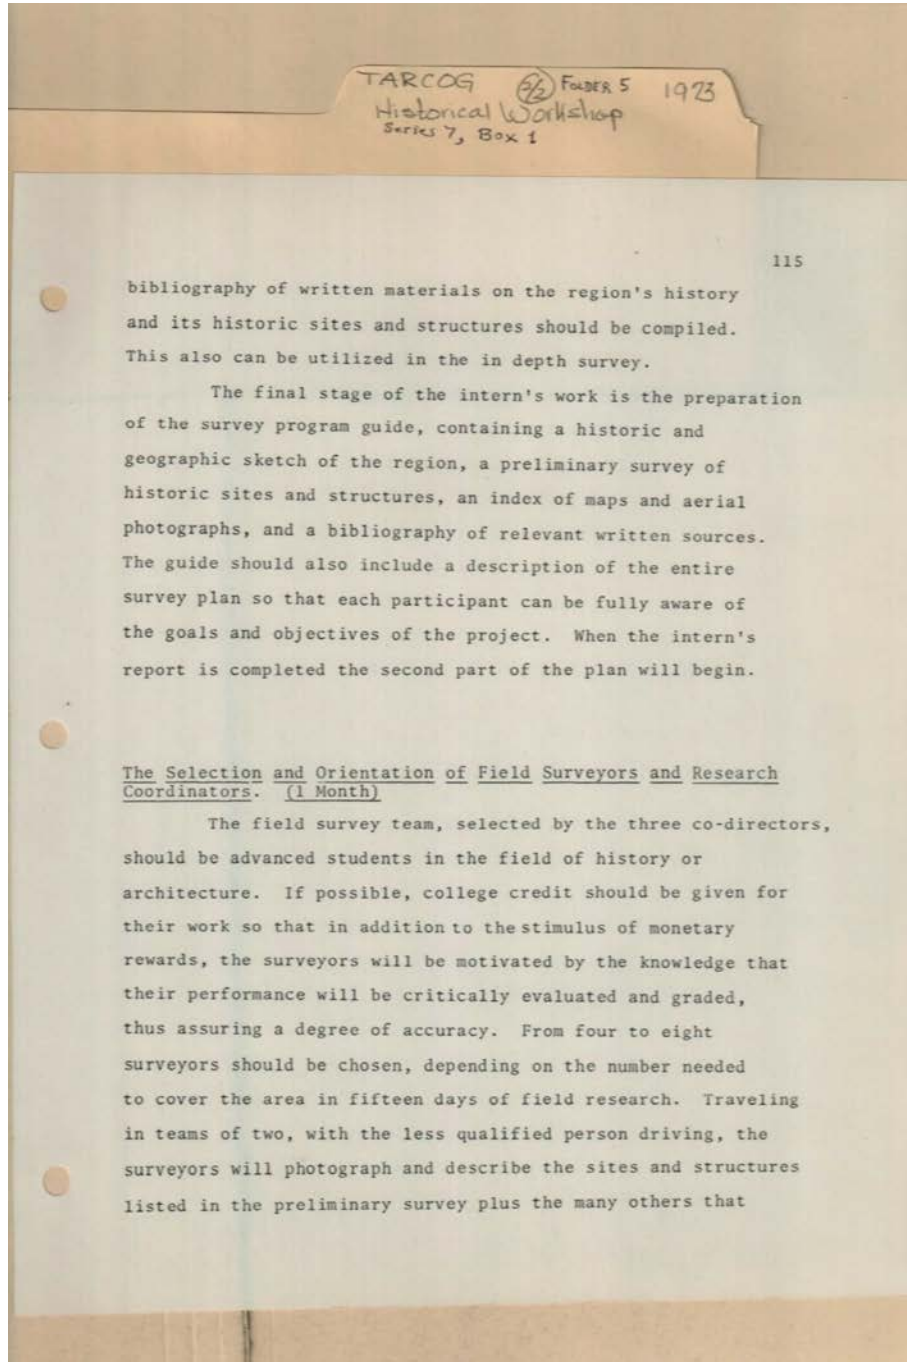 TARCOG 2/2 FOLDER 5 1973
Historical Workshop
Series 7, Box 1
115
bibliography of written materials on the region's history
and its historic sites and structures should be compiled.
This also can be utilized in the in depth survey.
The final stage of the intern's work is the preparation
of the survey program guide, containing a historic and
geographic sketch of the region, a preliminary survey of
historic sites and structures, an index of maps and aerial
photographs, and a bibliography of relevant written sources.
The guide should also include a description of the entire
survey plan so that each participant can be fully aware of
the goals and objectives of the project. When the intern's
report is completed the second part of the plan will begin.
The Selection and Orientation of Field Surveyors and Research
Coordinators. (1 Month)
The field survey team, selected by the three co-directors,
should be advanced students in the field of history or
architecture. If possible, college credit should be given for
their work so that in addition to the stimulus of monetary
rewards, the surveyors will be motivated by the knowledge that
their performance will be critically evaluated and graded,
thus assuring a degree of accuracy. From four to eight
surveyors should be chosen, depending on the number needed
to cover the area in fifteen days of field research. Traveling
in teams of two, with the less qualified person driving, the
surveyors will photograph and describe the sites and structures
listed in the preliminary survey plus the many others that